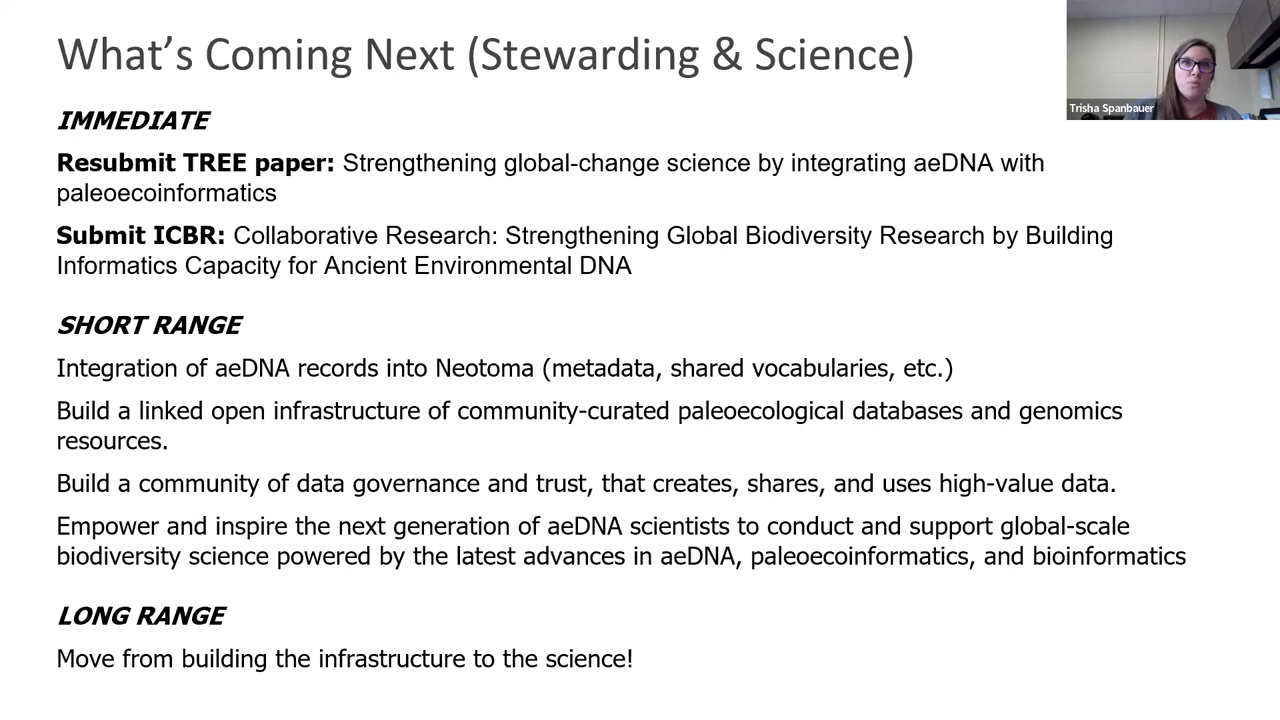 What's Coming Next (Stewarding & Science)
Trisha Spanbauer
IMMEDIATE
Resubmit TREE paper: Strengthening global-change science by integrating aeDNA with
paleoecoinformatics
Submit ICBR: Collaborative Research: Strengthening Global Biodiversity Research by Building
Informatics Capacity for Ancient Environmental DNA
SHORT RANGE
Integration of aeDNA records into Neotoma (metadata, shared vocabularies, etc.)
Build a linked open infrastructure of community-curated paleoecological databases and genomics
resources.
Build a community of data governance and trust, that creates, shares, and uses high-value data.
Empower and inspire the next generation of aeDNA scientists to conduct and support global-scale
biodiversity science powered by the latest advances in aeDNA, paleoecoinformatics, and bioinformatics
LONG RANGE
Move from building the infrastructure to the science!